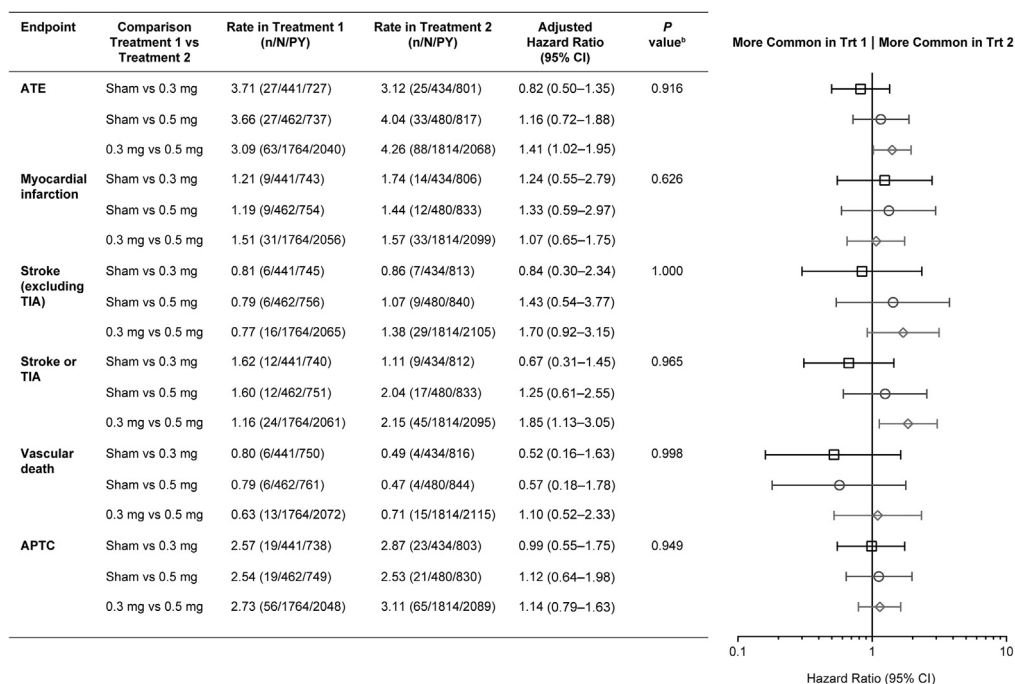 Endpoint Comparison Treatment 1 vs Treatment 2 Rate in Treatment 1 (n/N/PY) Rate in Treatment 2 (n/N/PY) Adjusted Hazard Ratio (95% CI) P valueᵇ More Common in Trt 1 | More Common in Trt 2
ATE Sham vs 0.3 mg 3.71 (27/441/727) 3.12 (25/434/801) 0.82 (0.50–1.35) 0.916
Sham vs 0.5 mg 3.66 (27/462/737) 4.04 (33/480/817) 1.16 (0.72–1.88)
0.3 mg vs 0.5 mg 3.09 (63/1764/2040) 4.26 (88/1814/2068) 1.41 (1.02–1.95)
Myocardial infarction Sham vs 0.3 mg 1.21 (9/441/743) 1.74 (14/434/806) 1.24 (0.55–2.79) 0.626
Sham vs 0.5 mg 1.19 (9/462/754) 1.44 (12/480/833) 1.33 (0.59–2.97)
0.3 mg vs 0.5 mg 1.51 (31/1764/2056) 1.57 (33/1814/2099) 1.07 (0.65–1.75)
Stroke (excluding TIA) Sham vs 0.3 mg 0.81 (6/441/745) 0.86 (7/434/813) 0.84 (0.30–2.34) 1.000
Sham vs 0.5 mg 0.79 (6/462/756) 1.07 (9/480/840) 1.43 (0.54–3.77)
0.3 mg vs 0.5 mg 0.77 (16/1764/2065) 1.38 (29/1814/2105) 1.70 (0.92–3.15)
Stroke or TIA Sham vs 0.3 mg 1.62 (12/441/740) 1.11 (9/434/812) 0.67 (0.31–1.45) 0.965
Sham vs 0.5 mg 1.60 (12/462/751) 2.04 (17/480/833) 1.25 (0.61–2.55)
0.3 mg vs 0.5 mg 1.16 (24/1764/2061) 2.15 (45/1814/2095) 1.85 (1.13–3.05)
Vascular death Sham vs 0.3 mg 0.80 (6/441/750) 0.49 (4/434/816) 0.52 (0.16–1.63) 0.998
Sham vs 0.5 mg 0.79 (6/462/761) 0.47 (4/480/844) 0.57 (0.18–1.78)
0.3 mg vs 0.5 mg 0.63 (13/1764/2072) 0.71 (15/1814/2115) 1.10 (0.52–2.33)
APTC Sham vs 0.3 mg 2.57 (19/441/738) 2.87 (23/434/803) 0.99 (0.55–1.75) 0.949
Sham vs 0.5 mg 2.54 (19/462/749) 2.53 (21/480/830) 1.12 (0.64–1.98)
0.3 mg vs 0.5 mg 2.73 (56/1764/2048) 3.11 (65/1814/2089) 1.14 (0.79–1.63)
0.1 1 10
Hazard Ratio (95% CI)